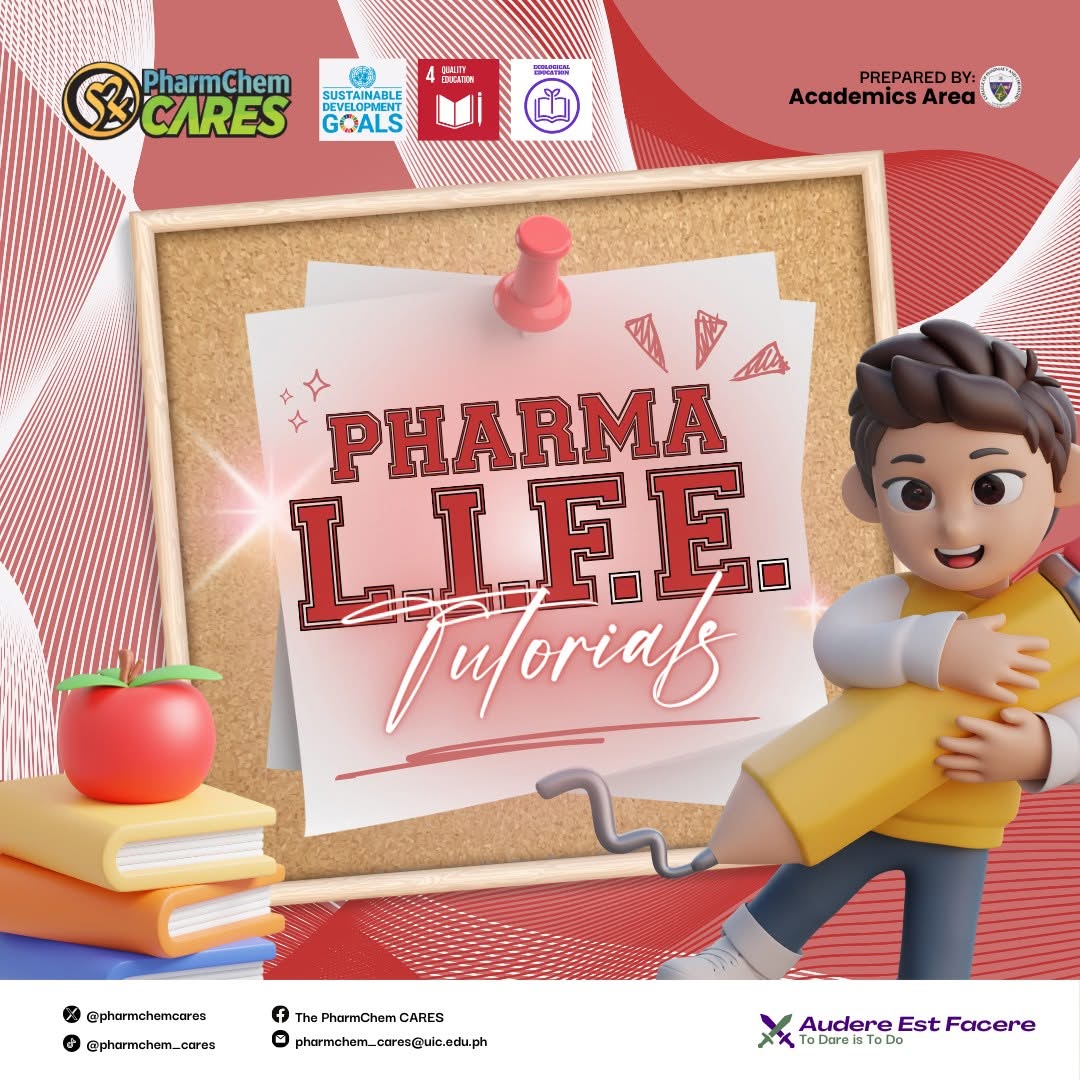 PharmChem
CARES
SUSTAINABLE
DEVELOPMENT
GOALS
4 QUALITY
EDUCATION
ECOLOGICAL
EDUCATION
PREPARED BY:
Academics Area
PHARMA
L.I.F.E.
Tutorials
@pharmchemcares
@pharmchem_cares
The PharmChem CARES
pharmchem_cares@uic.edu.ph
Audere Est Facere
To Dare is To Do